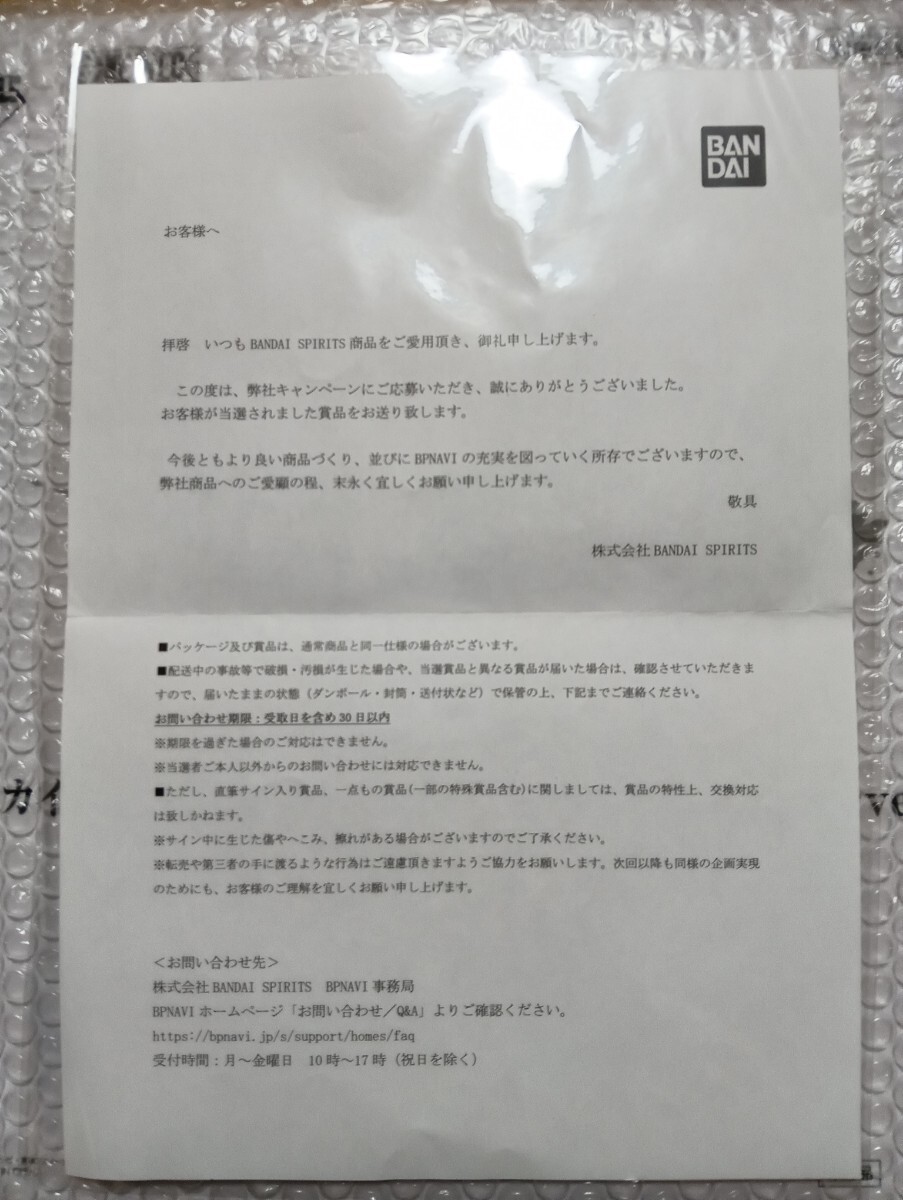 BAN
DAI
お客様へ
拝啓　いつも BANDAI SPIRITS 商品をご愛用頂き、御礼申し上げます。
この度は、弊社キャンペーンにご応募いただき、誠にありがとうございました。
お客様が当選されました賞品をお送り致します。
今後ともより良い商品づくり、並びに BPNAVI の充実を図っていく所存でございますので、
弊社商品へのご愛顧の程、末永く宜しくお願い申し上げます。
敬具
株式会社 BANDAI SPIRITS
■パッケージ及び賞品は、通常商品と同一仕様の場合がございます。
■配送中の事故等で破損・汚損が生じた場合や、当選賞品と異なる賞品が届いた場合は、確認させていただきま
すので、届いたままの状態（ダンボール・封筒・送付状など）で保管の上、下記までご連絡ください。
お問い合わせ期限：受取日を含め 30 日以内
※期限を過ぎた場合のご対応はできません。
※当選者ご本人以外からのお問い合わせには対応できません。
■ただし、直筆サイン入り賞品、一点もの賞品(一部の特殊賞品含む)に関しましては、賞品の特性上、交換対応
は致しかねます。
※サイン中に生じた傷やへこみ、擦れがある場合がございますのでご了承ください。
※転売や第三者の手に渡るような行為はご遠慮頂きますようご協力をお願いします。次回以降も同様の企画実現
のためにも、お客様のご理解を宜しくお願い申し上げます。
＜お問い合わせ先＞
株式会社 BANDAI SPIRITS　BPNAVI 事務局
BPNAVI ホームページ「お問い合わせ／Q&A」よりご確認ください。
https://bpnavi.jp/s/support/homes/faq
受付時間：月～金曜日　10 時～17 時（祝日を除く）